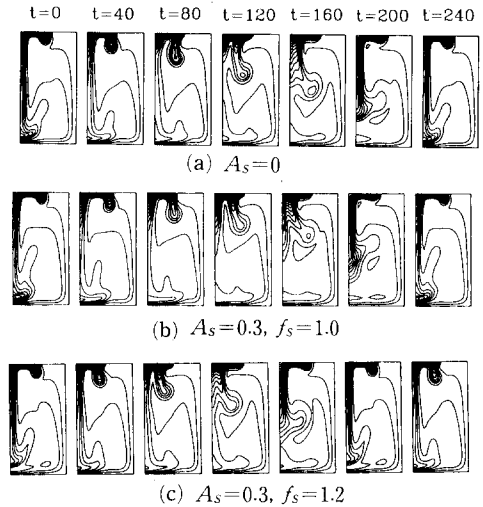 t=0 t=40 t=80 t=120 t=160 t=200 t=240
(a) As=0
(b) As=0.3, fs=1.0
(c) As=0.3, fs=1.2